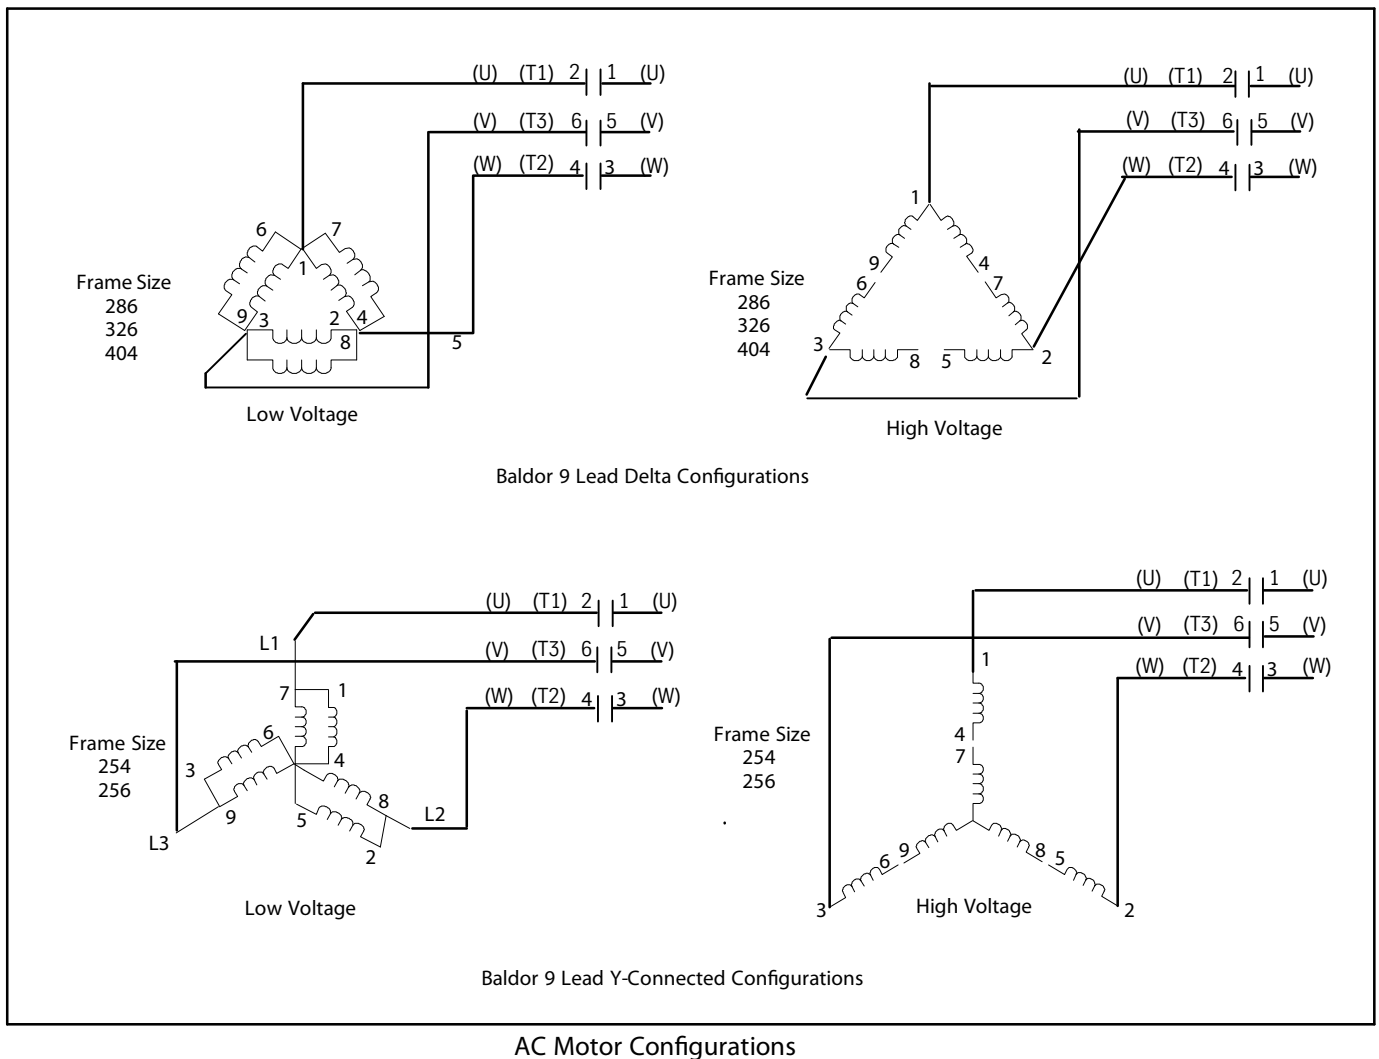 (U) (T1) 2 1 (U)
(V) (T3) 6 5 (V)
(W) (T2) 4 3 (W)
6 7
1
9 3 2 4
8 5
Frame Size
286
326
404
Low Voltage
(U) (T1) 2 1 (U)
(V) (T3) 6 5 (V)
(W) (T2) 4 3 (W)
1
9 4
6 7
3 8 5 2
Frame Size
286
326
404
High Voltage
Baldor 9 Lead Delta Configurations
(U) (T1) 2 1 (U)
L1
(V) (T3) 6 5 (V)
(W) (T2) 4 3 (W)
7 1
6
3 4
9 5 8 L2
L3 2
Frame Size
254
256
Low Voltage
(U) (T1) 2 1 (U)
(V) (T3) 6 5 (V)
1
(W) (T2) 4 3 (W)
4
7
6 9 8 5
3 2
Frame Size
254
256
High Voltage
Baldor 9 Lead Y-Connected Configurations
AC Motor Configurations